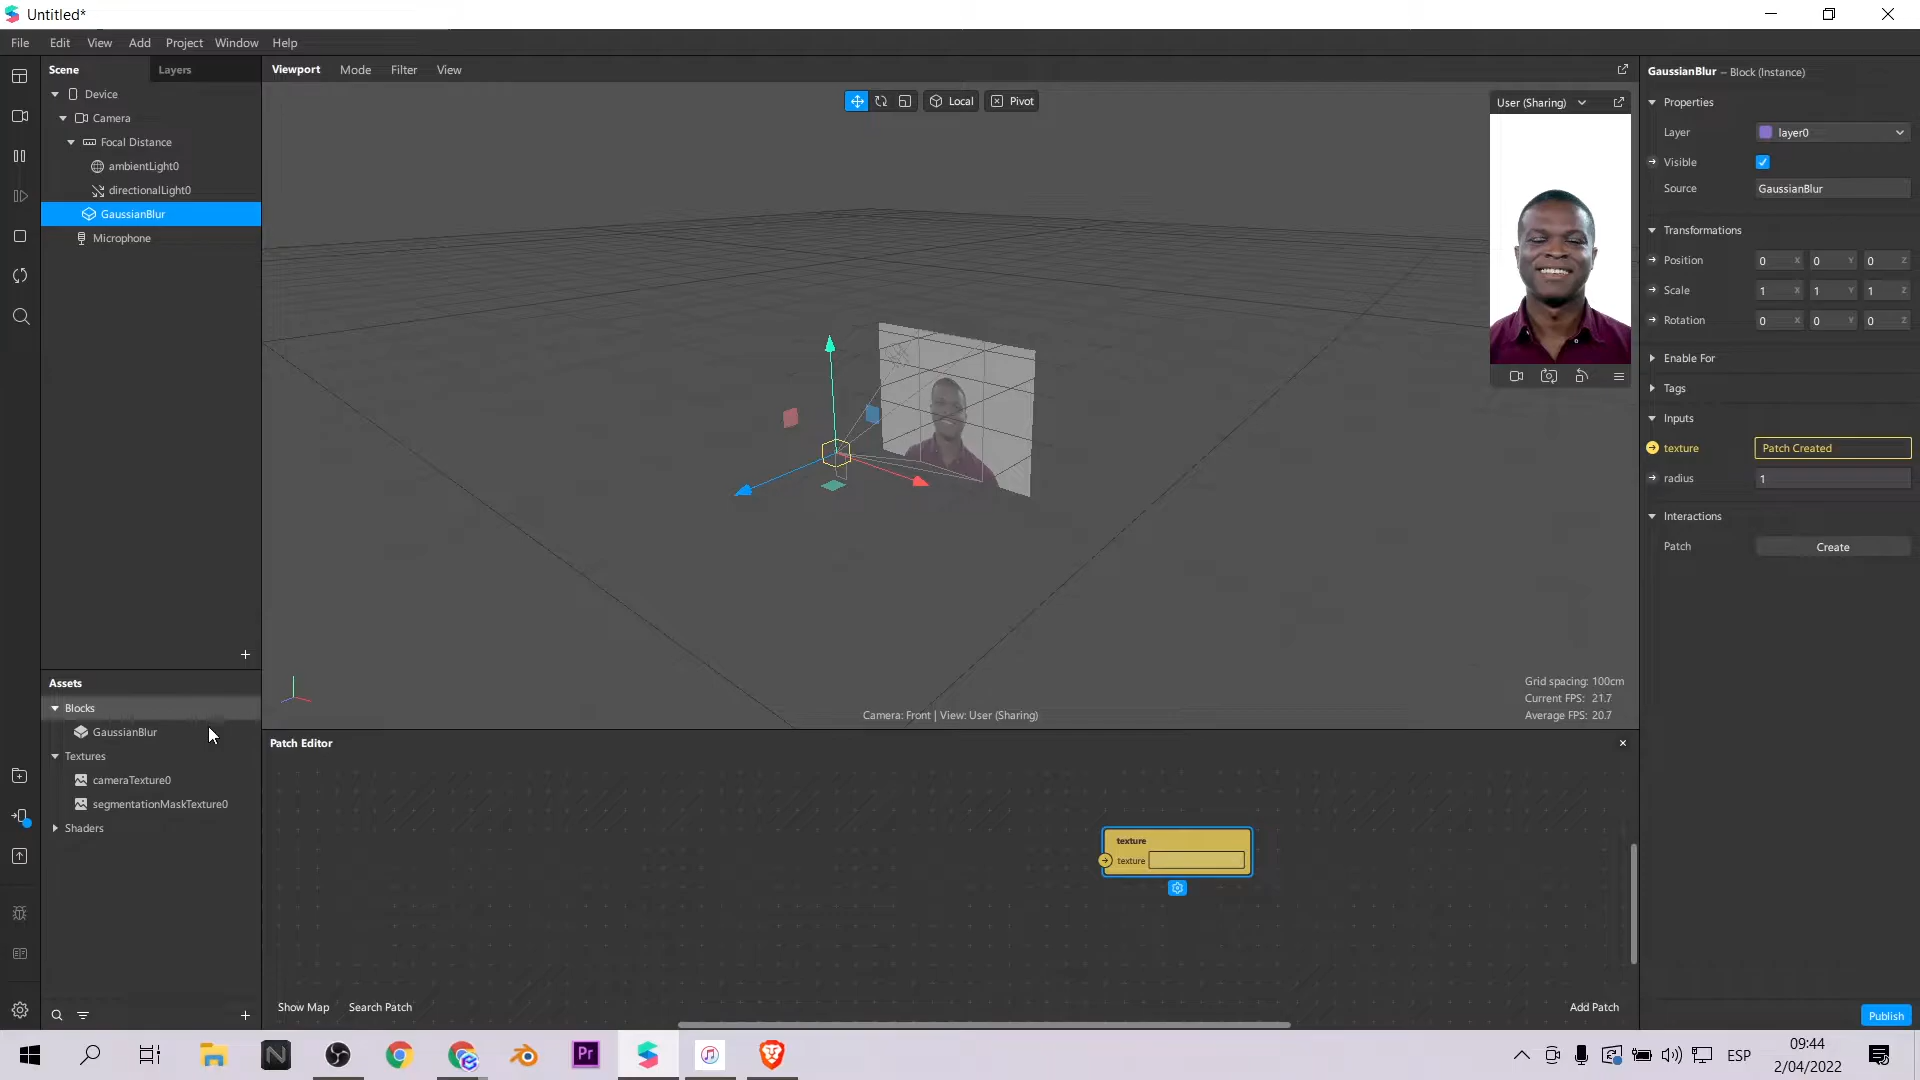 Untitled*
File Edit View Add Project Window Help
Scene Layers
Device
Camera
Focal Distance
ambientLight0
directionalLight0
GaussianBlur
Microphone
Viewport Mode Filter View
Local Pivot
User (Sharing)
Grid spacing: 100cm
Current FPS: 21.7
Average FPS: 20.7
Camera: Front | View: User (Sharing)
Assets
Blocks
GaussianBlur
Textures
cameraTexture0
segmentationMaskTexture0
Shaders
Patch Editor
texture
texture
Show Map Search Patch Add Patch
GaussianBlur – Block (Instance)
Properties
Layer layer0
Visible
Source GaussianBlur
Transformations
Position 0 X 0 Y 0 Z
Scale 1 X 1 Y 1 Z
Rotation 0 X 0 Y 0 Z
Enable For
Tags
Inputs
texture Patch Created
radius 1
Interactions
Patch Create
Publish
Pr
ESP
09:44
2/04/2022